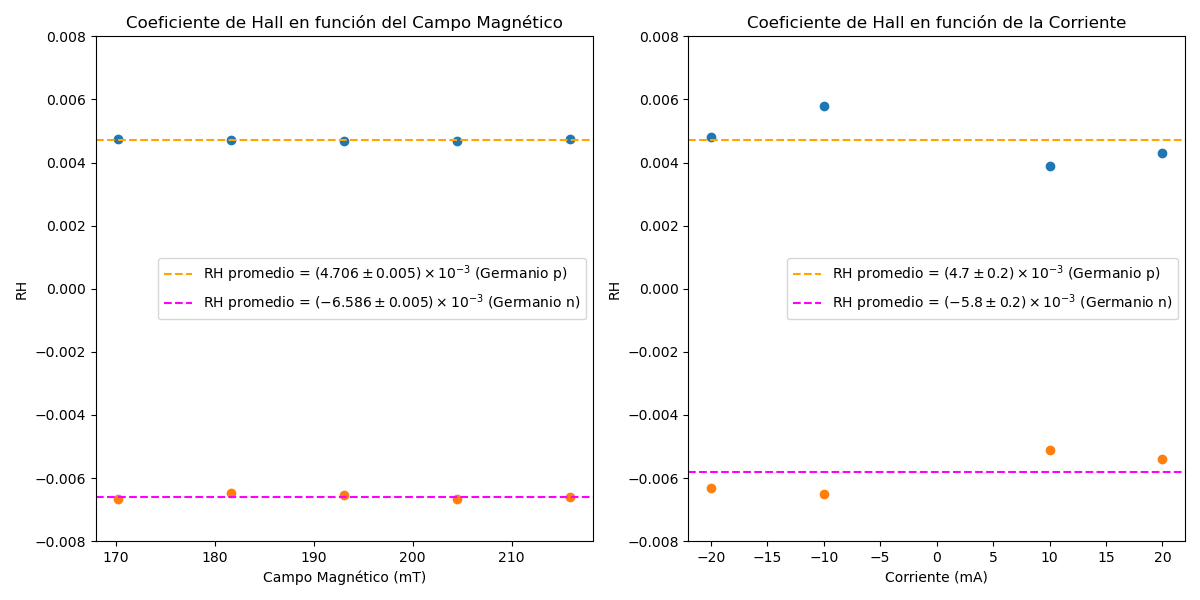 Coeficiente de Hall en función del Campo Magnético
0.008
0.006
0.004
0.002
0.000
−0.002
−0.004
−0.006
−0.008
RH
RH promedio = (4.706 ± 0.005) × 10⁻³ (Germanio p)
RH promedio = (−6.586 ± 0.005) × 10⁻³ (Germanio n)
170 180 190 200 210
Campo Magnético (mT)
Coeficiente de Hall en función de la Corriente
0.008
0.006
0.004
0.002
0.000
−0.002
−0.004
−0.006
−0.008
RH
RH promedio = (4.7 ± 0.2) × 10⁻³ (Germanio p)
RH promedio = (−5.8 ± 0.2) × 10⁻³ (Germanio n)
−20 −15 −10 −5 0 5 10 15 20
Corriente (mA)